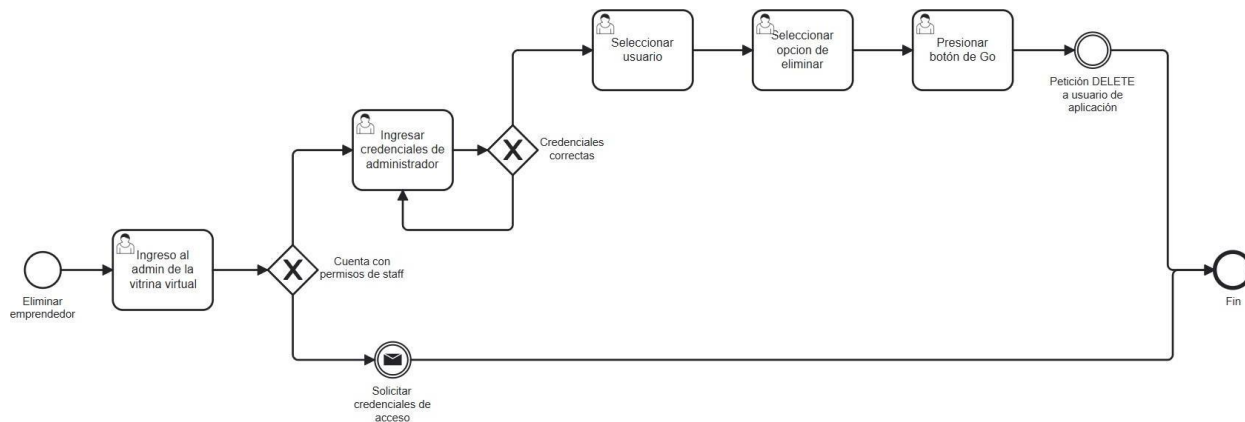 Seleccionar
usuario
Seleccionar
opcion de
eliminar
Presionar
botón de Go
Petición DELETE
a usuario de
aplicación
Ingresar
credenciales de
administrador
Credenciales
correctas
Ingreso al
admin de la
vitrina virtual
Cuenta con
permisos de staff
Eliminar
emprendedor
Fin
Solicitar
credenciales de
acceso